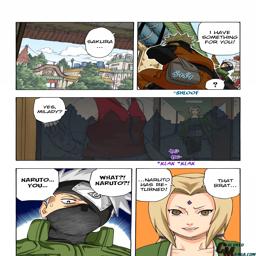 SAKURA...
I HAVE
SOMETHING
FOR YOU!
?
*SHLOOF
YES,
MILADY?
*KLAK *KLAK
NARUTO...
YOU...
WHAT?!
NARUTO?!
NARUTO
HAS RE-
TURNED!
THAT
BRAT...